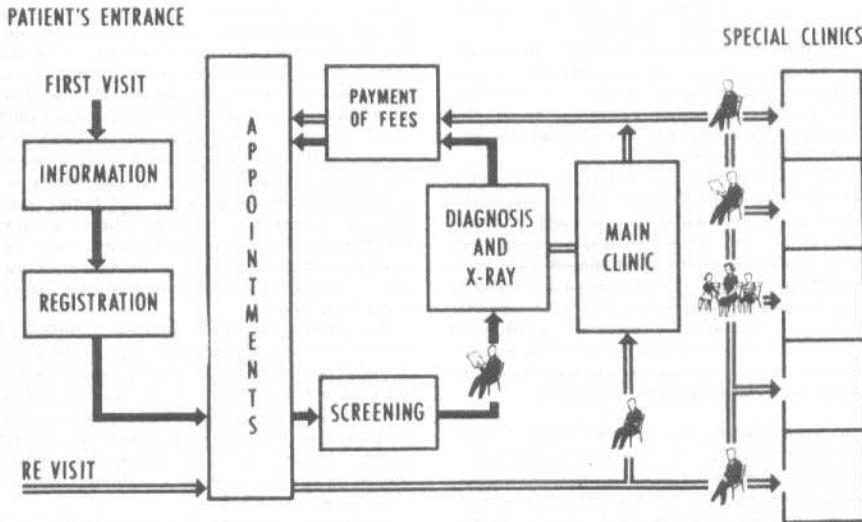 PATIENT'S ENTRANCE
SPECIAL CLINICS
FIRST VISIT
INFORMATION
REGISTRATION
APPOINTMENTS
PAYMENT
OF FEES
DIAGNOSIS
AND
X-RAY
MAIN
CLINIC
SCREENING
RE VISIT